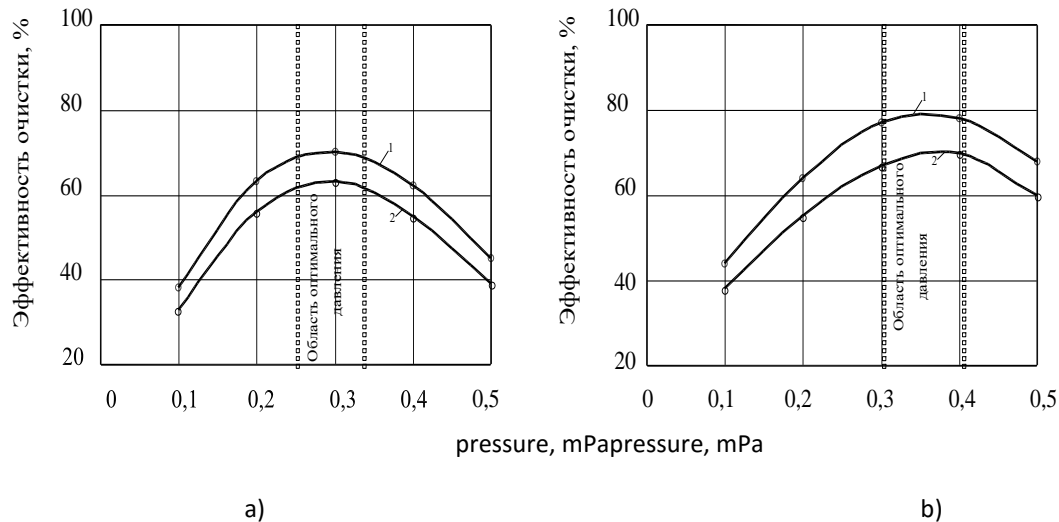 Эффективность очистки, %
100
80
60
40
20
0
0,1
0,2
0,3
0,4
0,5
1
2
Область оптимального
давления
Эффективность очистки, %
100
80
60
40
20
0
0,1
0,2
0,3
0,4
0,5
1
2
Область оптимального
давления
pressure, mPapressure, mPa
a)
b)